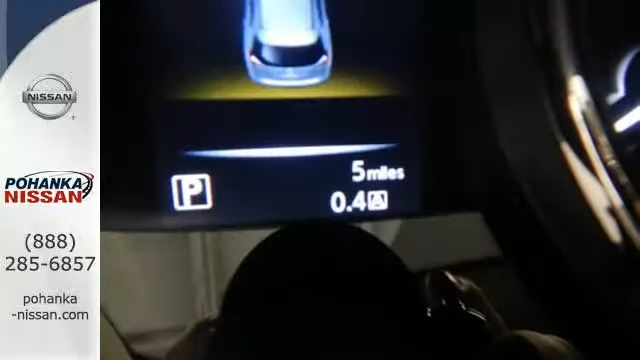 NISSAN
POHANKA
NISSAN
(888)
285-6857
pohanka
-nissan.com
P
5 miles
0.4 A